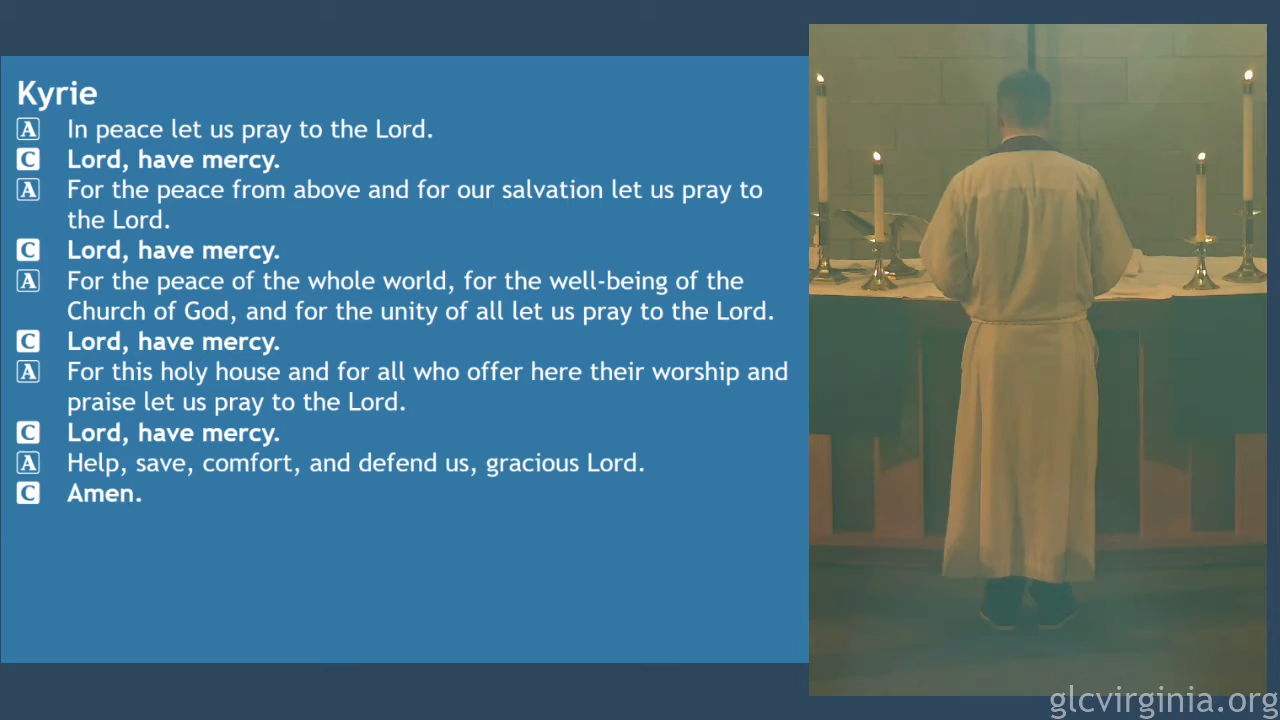 Kyrie
A In peace let us pray to the Lord.
C Lord, have mercy.
A For the peace from above and for our salvation let us pray to
the Lord.
C Lord, have mercy.
A For the peace of the whole world, for the well-being of the
Church of God, and for the unity of all let us pray to the Lord.
C Lord, have mercy.
A For this holy house and for all who offer here their worship and
praise let us pray to the Lord.
C Lord, have mercy.
A Help, save, comfort, and defend us, gracious Lord.
C Amen.
glcvirginia.org